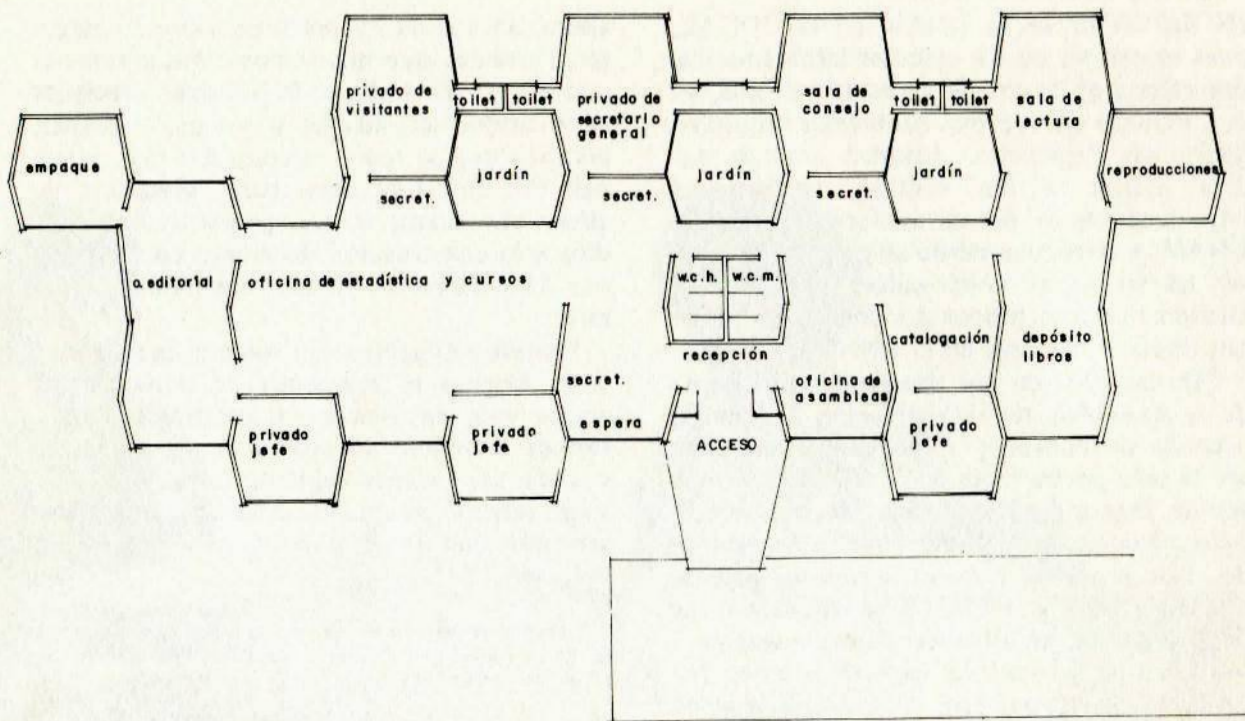 privado de
visitantes
toilet
toilet
privado de
secretario
general
sala de
consejo
toilet
toilet
sala de
lectura
empaque
jardín
jardín
jardín
reproducciones
secret.
secret.
secret.
o. editorial
oficina de estadística
cursos
w.c.h.
w.c.m.
catalogación
depósito
libros
recepción
secret.
oficina de
asambleas
espera
privado
jefe
privado
jefe
ACCESO
privado
jefe